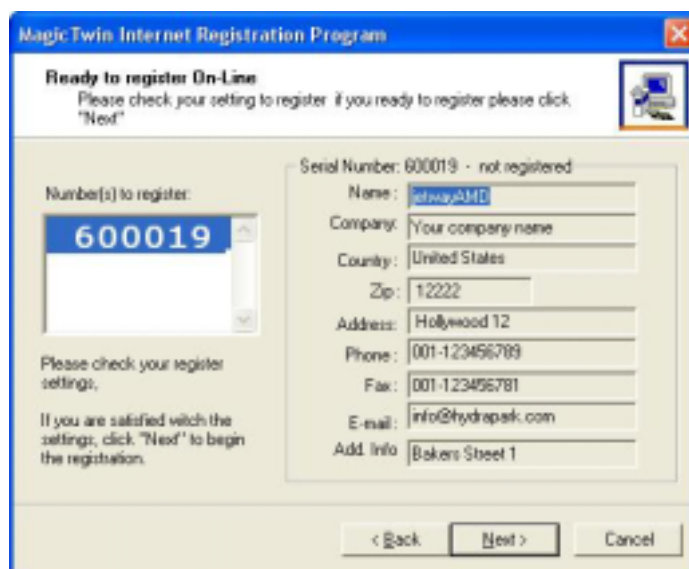 MagicTwin Internet Registration Program
Ready to register On-Line
Please check your setting to register if you ready to register please click
"Next"
Number(s) to register:
600019
Please check your register
settings,
If you are satisfied witch the
settings, click "Next" to begin
the registration.
Serial Number: 600019 - not registered
Name : jetwayAMD
Company: Your company name
Country : United States
Zip : 12222
Address: Hollywood 12
Phone : 001-123456789
Fax : 001-123456781
E-mail : info@hydrapark.com
Add. Info Bakers Street 1
< Back
Next >
Cancel